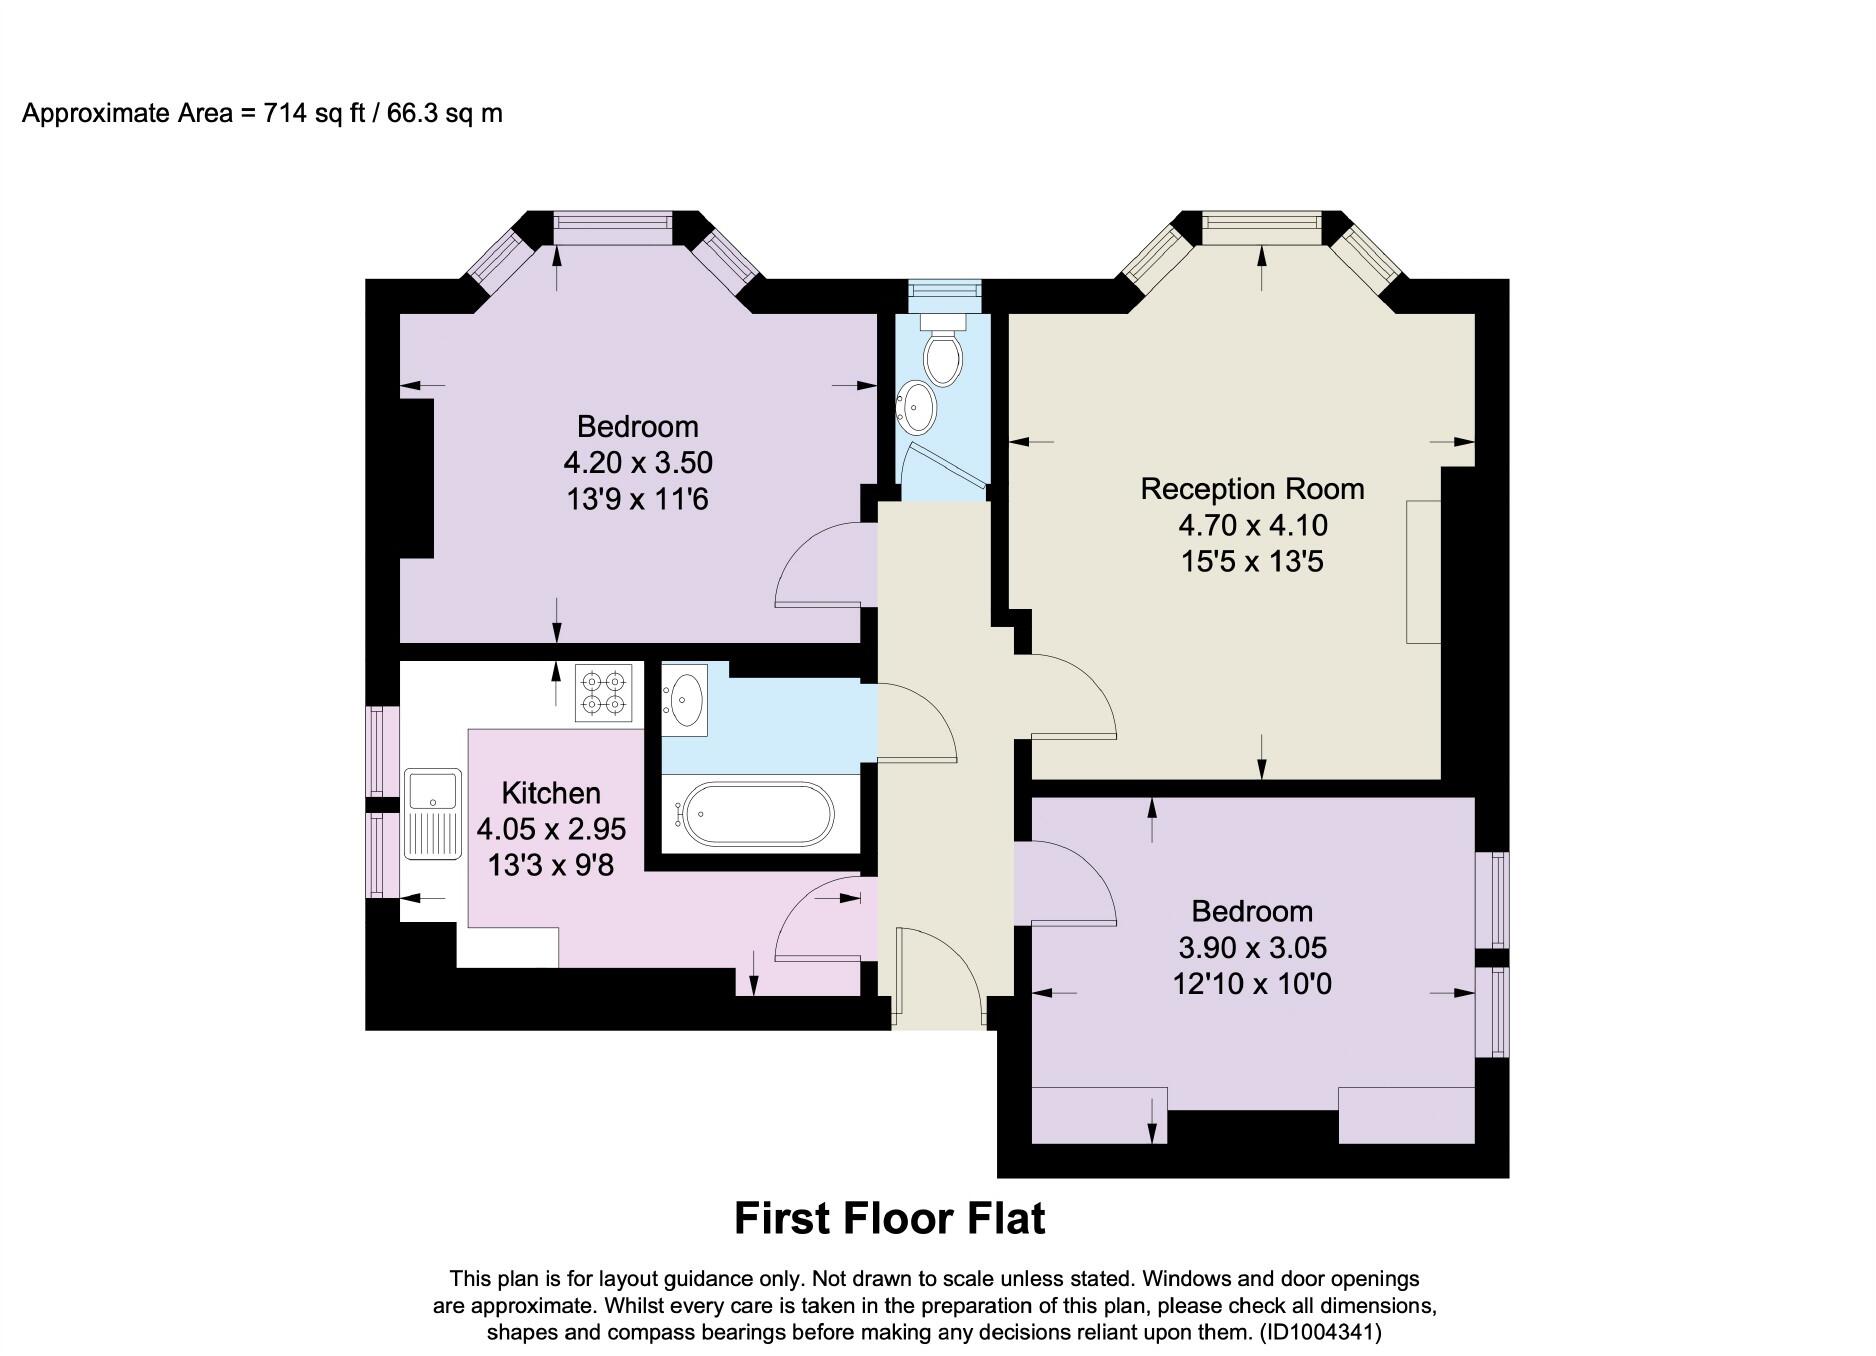 Approximate Area = 714 sq ft / 66.3 sq m
Bedroom
4.20 x 3.50
13'9 x 11'6
Reception Room
4.70 x 4.10
15'5 x 13'5
Kitchen
4.05 x 2.95
13'3 x 9'8
Bedroom
3.90 x 3.05
12'10 x 10'0
First Floor Flat
This plan is for layout guidance only. Not drawn to scale unless stated. Windows and door openings
are approximate. Whilst every care is taken in the preparation of this plan, please check all dimensions,
shapes and compass bearings before making any decisions reliant upon them. (ID1004341)